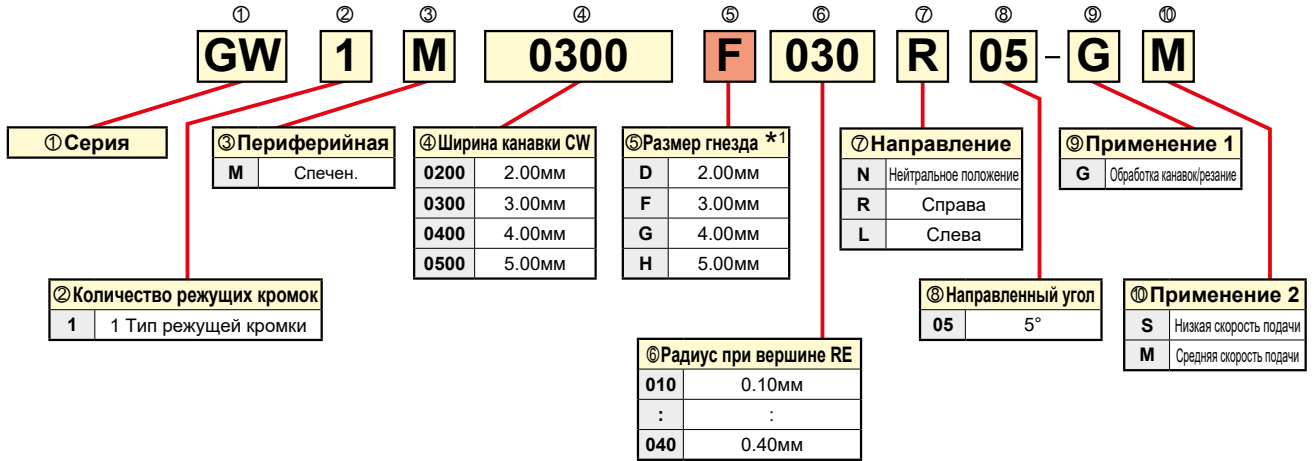 ① ② ③ ④ ⑤ ⑥ ⑦ ⑧ ⑨ ⑩
GW 1 M 0300 F 030 R 05 - G M
①Серия
③Периферийная
M Спечен.
④Ширина канавки CW
0200 2.00мм
0300 3.00мм
0400 4.00мм
0500 5.00мм
⑤Размер гнезда *1
D 2.00мм
F 3.00мм
G 4.00мм
H 5.00мм
⑦Направление
N Нейтральное положение
R Справа
L Слева
⑨Применение 1
G Обработка канавок/резание
②Количество режущих кромок
1 1 Тип режущей кромки
⑧Направленный угол
05 5°
⑩Применение 2
S Низкая скорость подачи
M Средняя скорость подачи
⑥Радиус при вершине RE
010 0.10мм
: :
040 0.40мм